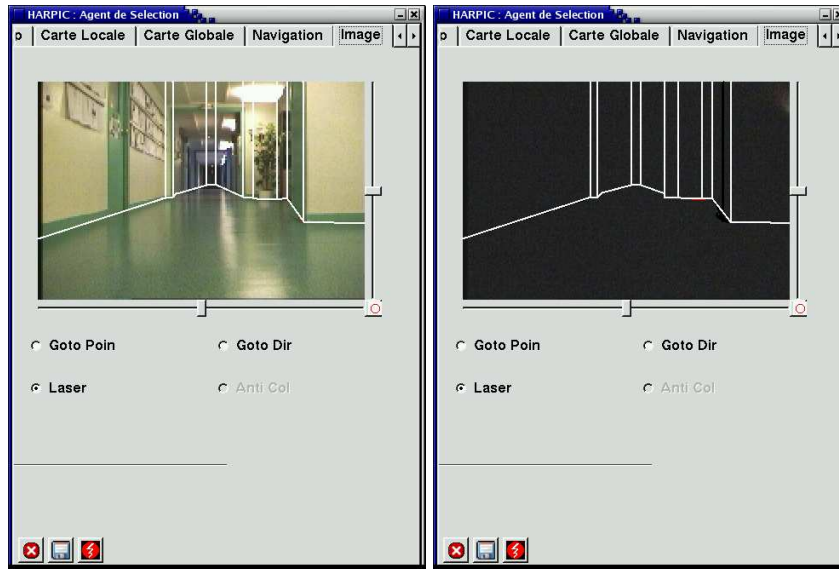 HARPIC : Agent de Selection
Carte Locale
Carte Globale
Navigation
Image
Goto Poin
Goto Dir
Laser
Anti Col
HARPIC : Agent de Selection
Carte Locale
Carte Globale
Navigation
Image
Goto Poin
Goto Dir
Laser
Anti Col